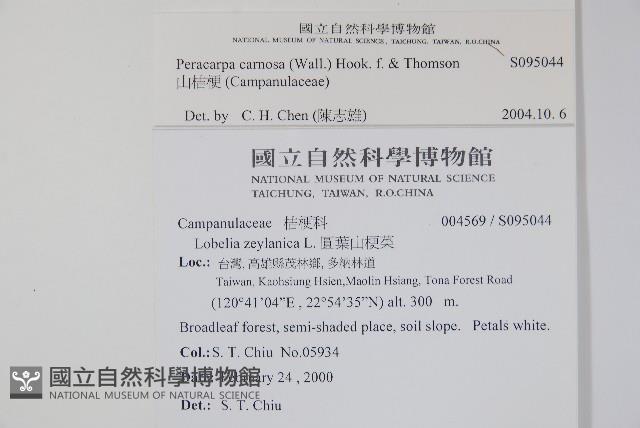 國立自然科學博物館
NATIONAL MUSEUM OF NATURAL SCIENCE, TAICHUNG, TAIWAN, R.O.CHINA
Peracarpa carnosa (Wall.) Hook. f. & Thomson S095044
山桔梗 (Campanulaceae)
Det. by C. H. Chen (陳志雄) 2004.10. 6
國立自然科學博物館
NATIONAL MUSEUM OF NATURAL SCIENCE
TAICHUNG, TAIWAN, R.O.CHINA
Campanulaceae 桔梗科 004569 / S095044
Lobelia zeylanica L. 圓葉山梗菜
Loc.: 台灣, 高雄縣茂林鄉, 多納林道
Taiwan, Kaohsiung Hsien,Maolin Hsiang, Tona Forest Road
(120°41’04”E , 22°54’35”N) alt. 300 m.
Broadleaf forest, semi-shaded place, soil slope. Petals white.
Col.: S. T. Chiu No.05934
24 , 2000
國立自然科學博物館
NATIONAL MUSEUM OF NATURAL SCIENCE
Det.: S. T. Chiu